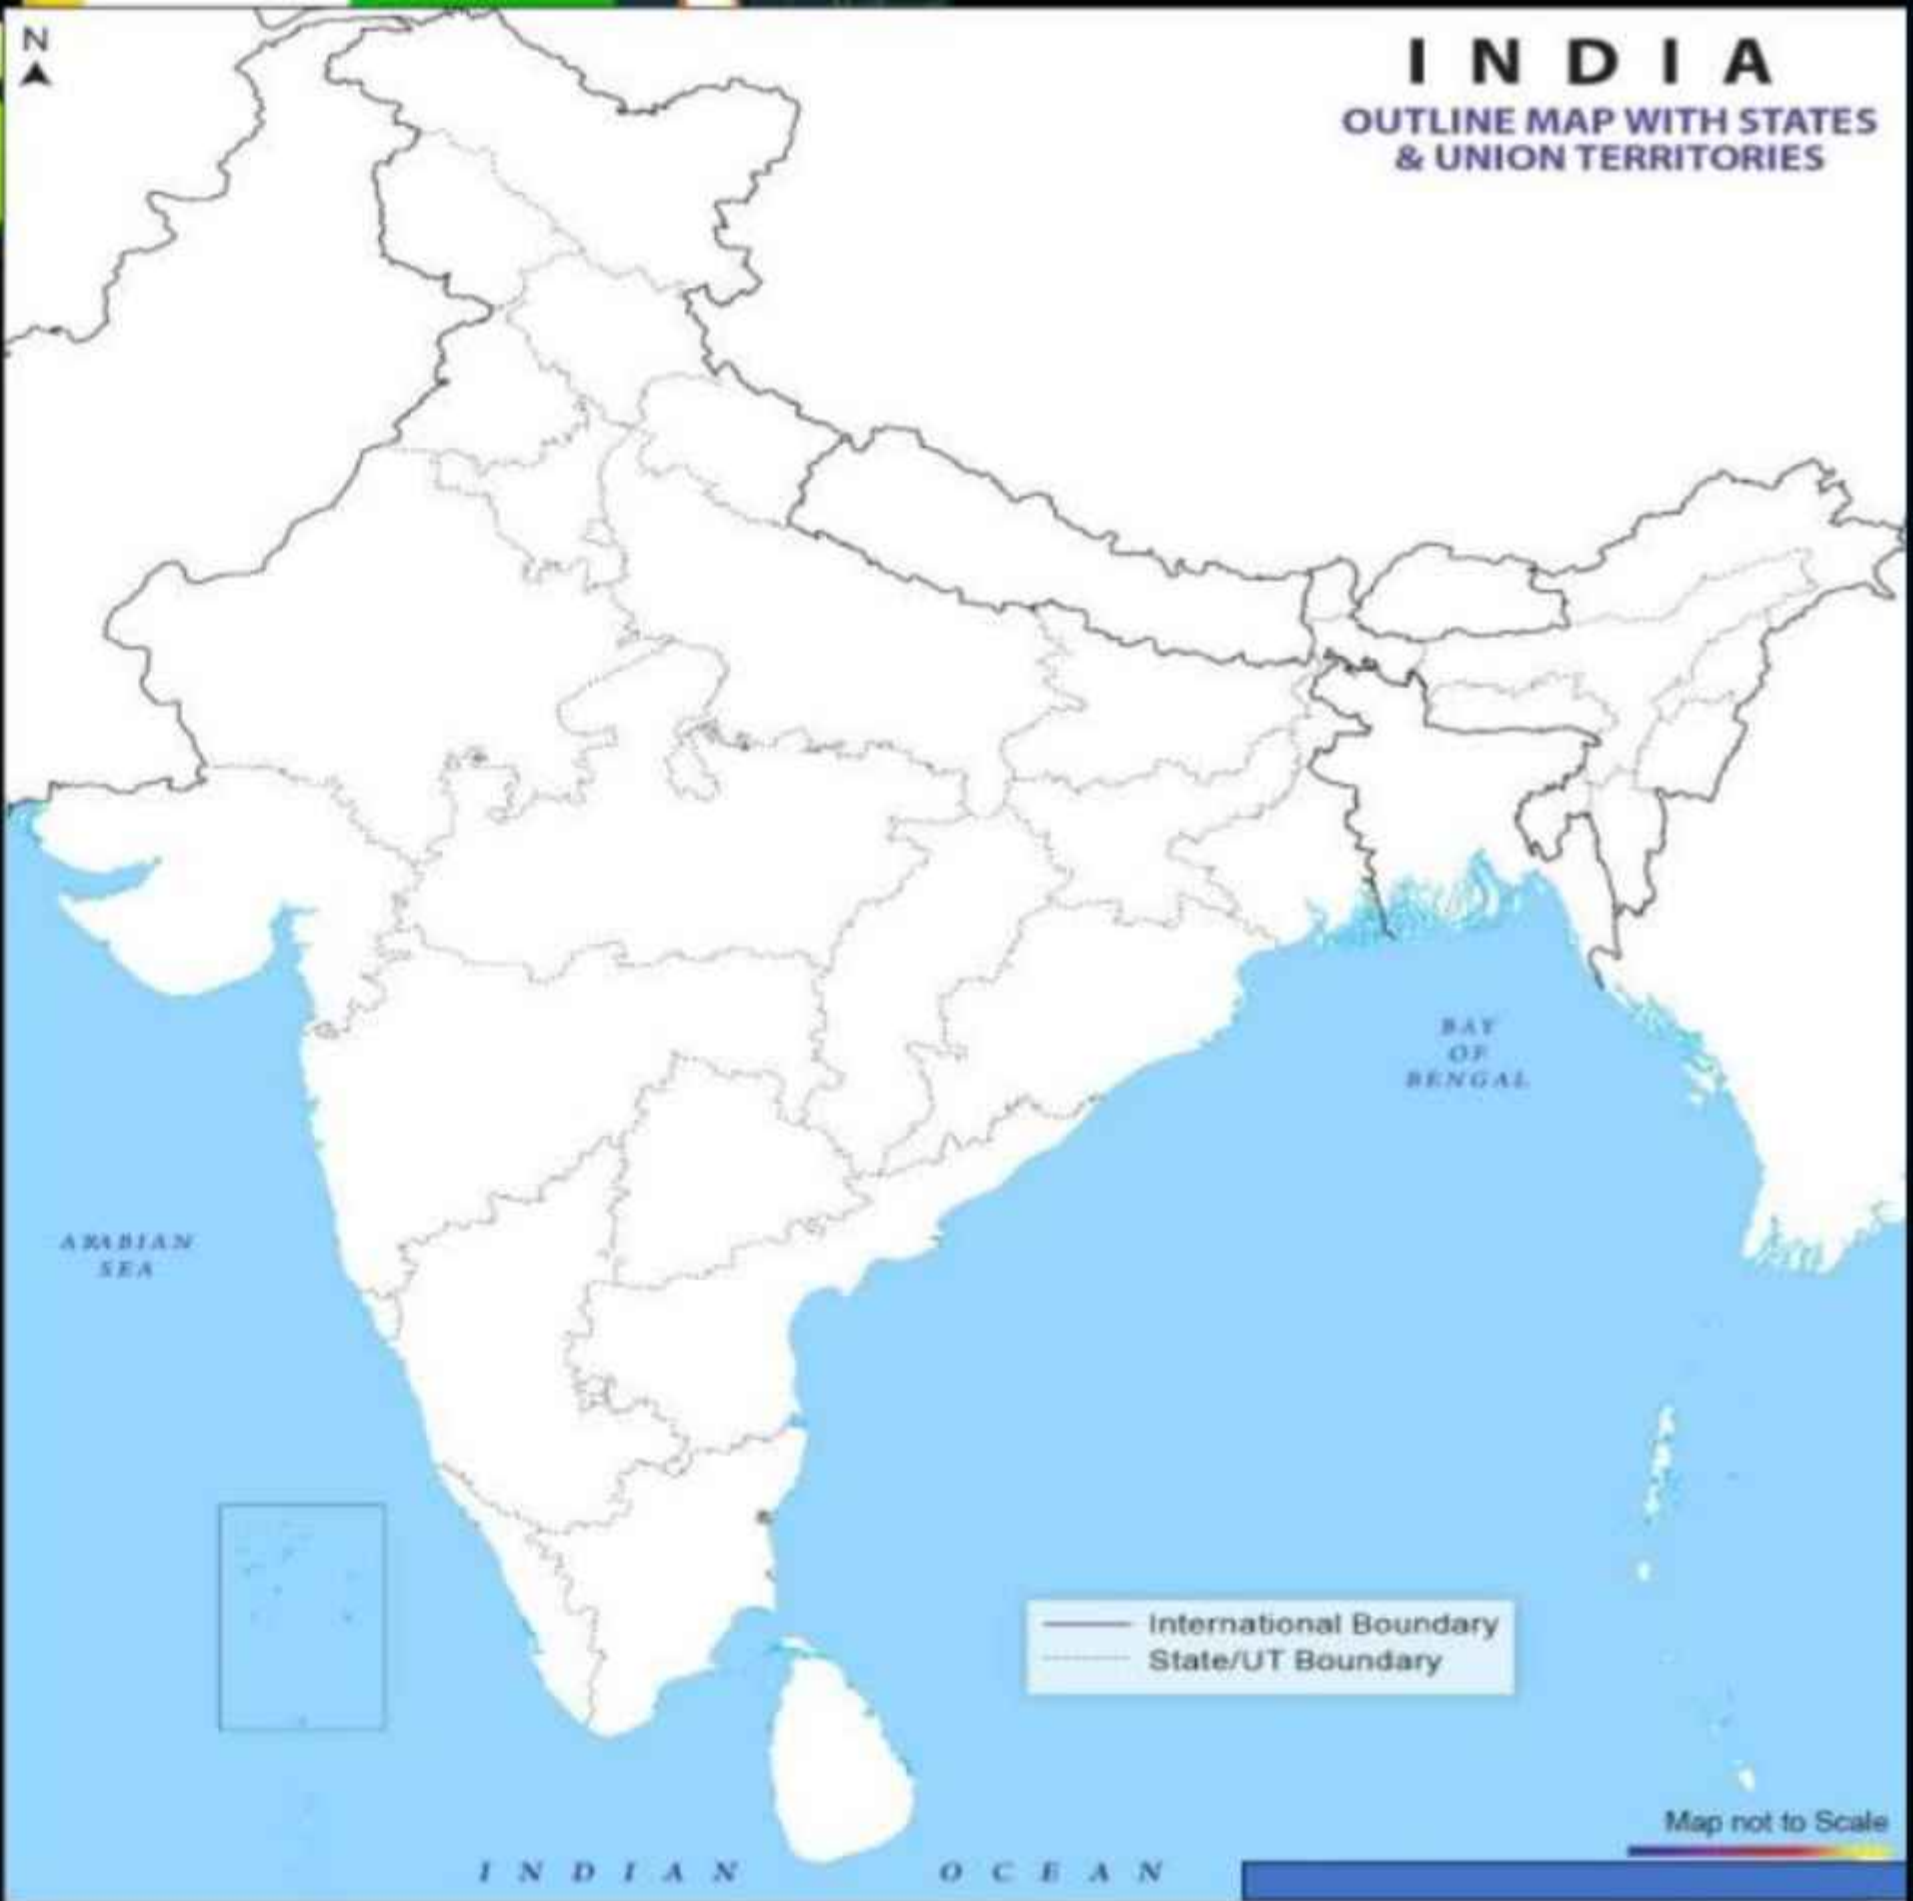 N
INDIA
OUTLINE MAP WITH STATES
& UNION TERRITORIES
BAY
OF
BENGAL
ARABIAN
SEA
International Boundary
State/UT Boundary
Map not to Scale
INDIAN OCEAN